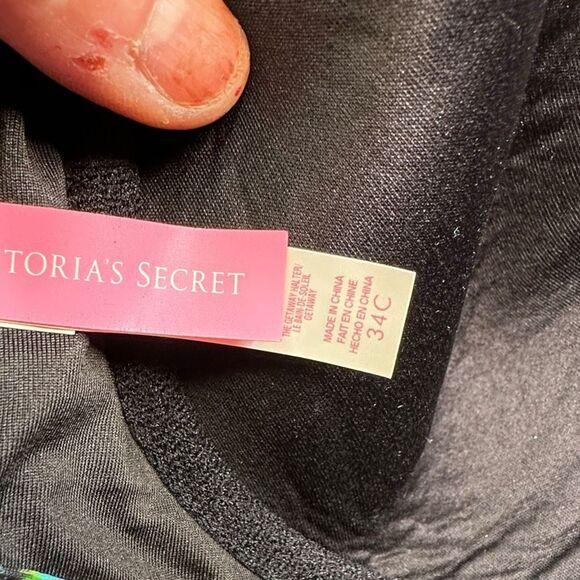 TORIA'S SECRET
THE GETAWAY HALTER/
LE BAIN-DE-SOLEIL
GETAWAY
MADE IN CHINA
FAIT EN CHINE
HECHO EN CHINA
34C